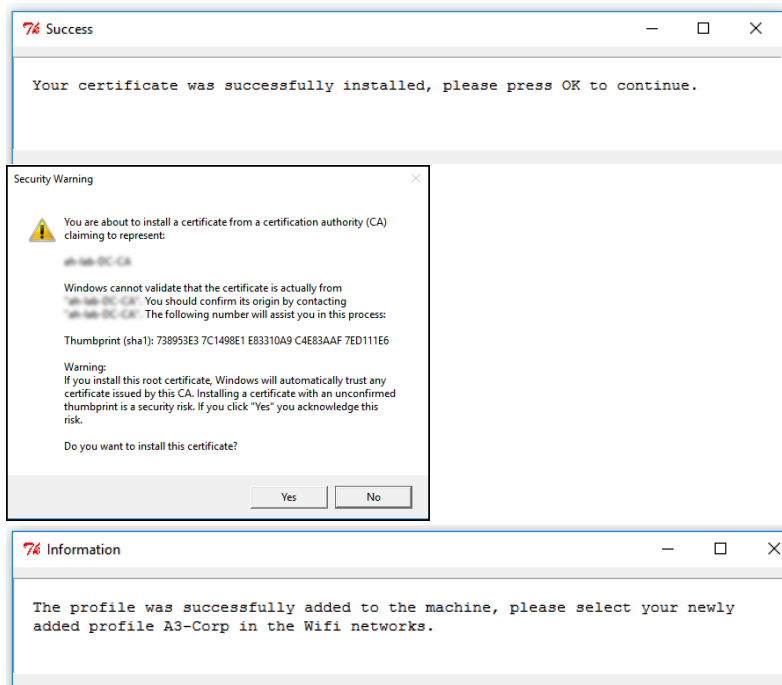 Success
Your certificate was successfully installed, please press OK to continue.
Security Warning
You are about to install a certificate from a certification authority (CA)
claiming to represent:
Windows cannot validate that the certificate is actually from
You should confirm its origin by contacting
The following number will assist you in this process:
Thumbprint (sha1): 738953E3 7C1498E1 E83310A9 C4E83AAF 7ED111E6
Warning:
If you install this root certificate, Windows will automatically trust any
certificate issued by this CA. Installing a certificate with an unconfirmed
thumbprint is a security risk. If you click "Yes" you acknowledge this
risk.
Do you want to install this certificate?
Yes No
Information
The profile was successfully added to the machine, please select your newly
added profile A3-Corp in the Wifi networks.